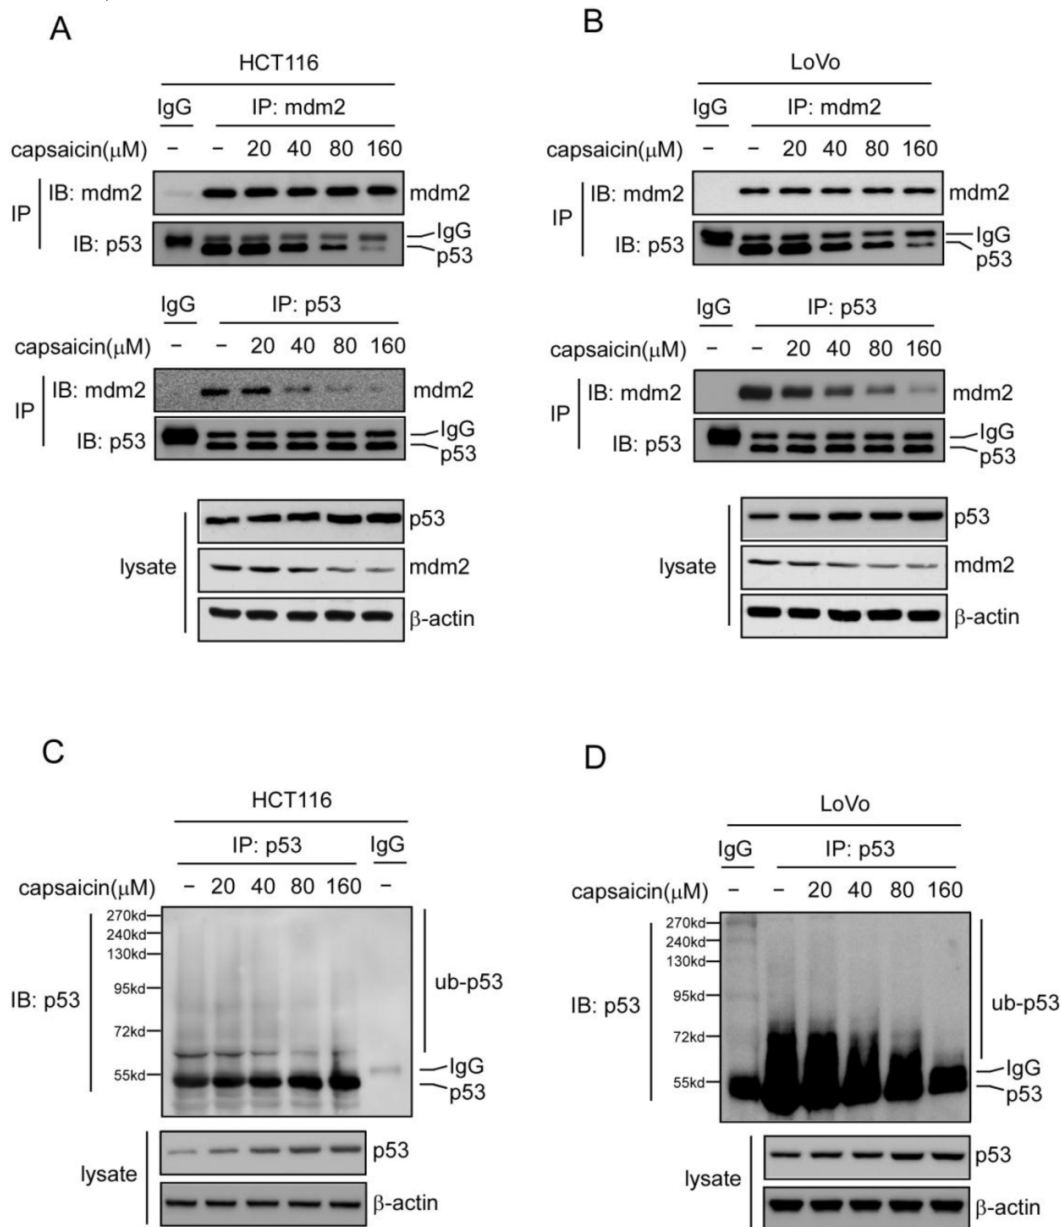 A
HCT116
IgG IP: mdm2
capsaicin(μM) – – 20 40 80 160
IP IB: mdm2 mdm2
IB: p53 IgG
p53
IgG IP: p53
capsaicin(μM) – – 20 40 80 160
IP IB: mdm2 mdm2
IB: p53 IgG
p53
lysate p53
mdm2
β-actin
B
LoVo
IgG IP: mdm2
capsaicin(μM) – – 20 40 80 160
IP IB: mdm2 mdm2
IB: p53 IgG
p53
IgG IP: p53
capsaicin(μM) – – 20 40 80 160
IP IB: mdm2 mdm2
IB: p53 IgG
p53
lysate p53
mdm2
β-actin
C
HCT116
IP: p53 IgG
capsaicin(μM) – 20 40 80 160 –
IB: p53
270kd
240kd
130kd
95kd
72kd
55kd
ub-p53
IgG
p53
lysate p53
β-actin
D
LoVo
IgG IP: p53
capsaicin(μM) – – 20 40 80 160
IB: p53
270kd
240kd
130kd
95kd
72kd
55kd
ub-p53
IgG
p53
lysate p53
β-actin